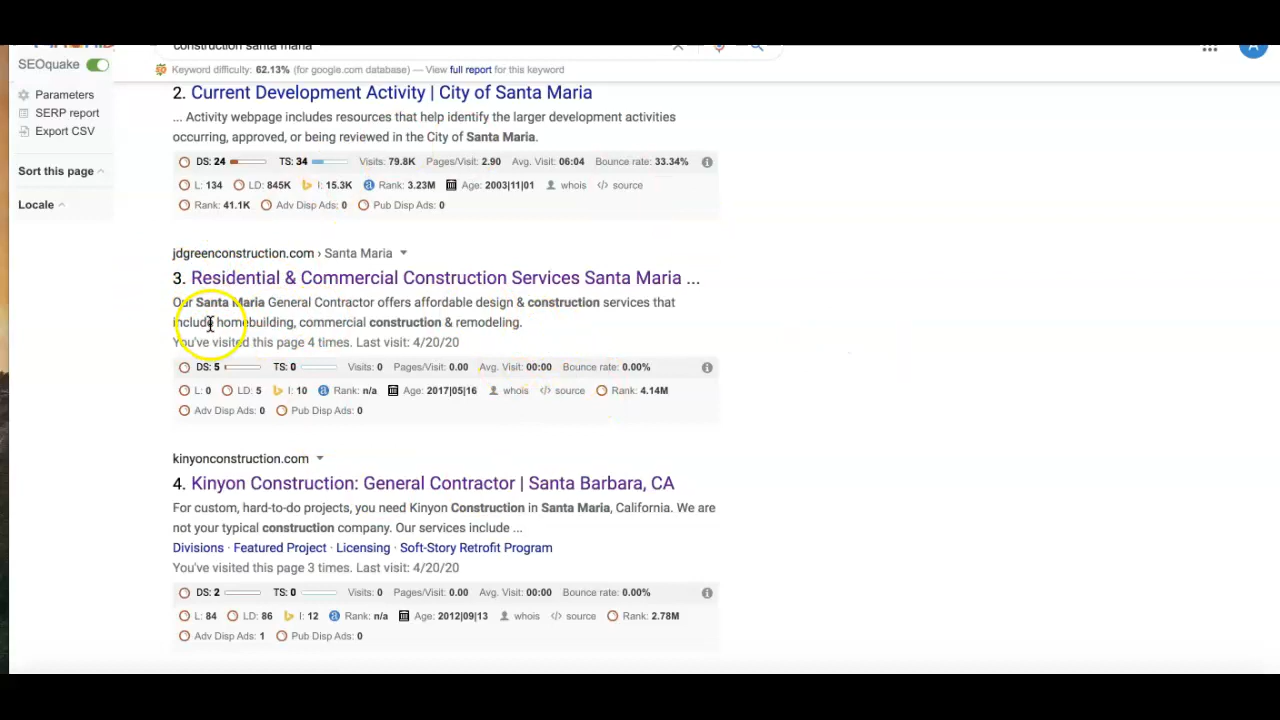 SEOquake
Parameters
SERP report
Export CSV
Sort this page
Locale
construction santa maria
Keyword difficulty: 62.13% (for google.com database) — View full report for this keyword
2. Current Development Activity | City of Santa Maria
... Activity webpage includes resources that help identify the larger development activities
occurring, approved, or being reviewed in the City of Santa Maria.
DS: 24 TS: 34 Visits: 79.8K Pages/Visit: 2.90 Avg. Visit: 06:04 Bounce rate: 33.34%
L: 134 LD: 845K I: 15.3K Rank: 3.23M Age: 2003|11|01 whois </> source
Rank: 41.1K Adv Disp Ads: 0 Pub Disp Ads: 0
jdgreenconstruction.com › Santa Maria
3. Residential & Commercial Construction Services Santa Maria ...
Our Santa Maria General Contractor offers affordable design & construction services that
include homebuilding, commercial construction & remodeling.
You've visited this page 4 times. Last visit: 4/20/20
DS: 5 TS: 0 Visits: 0 Pages/Visit: 0.00 Avg. Visit: 00:00 Bounce rate: 0.00%
L: 0 LD: 5 I: 10 Rank: n/a Age: 2017|05|16 whois </> source Rank: 4.14M
Adv Disp Ads: 0 Pub Disp Ads: 0
kinyonconstruction.com
4. Kinyon Construction: General Contractor | Santa Barbara, CA
For custom, hard-to-do projects, you need Kinyon Construction in Santa Maria, California. We are
not your typical construction company. Our services include ...
Divisions · Featured Project · Licensing · Soft-Story Retrofit Program
You've visited this page 3 times. Last visit: 4/20/20
DS: 2 TS: 0 Visits: 0 Pages/Visit: 0.00 Avg. Visit: 00:00 Bounce rate: 0.00%
L: 84 LD: 86 I: 12 Rank: n/a Age: 2012|09|13 whois </> source Rank: 2.78M
Adv Disp Ads: 1 Pub Disp Ads: 0